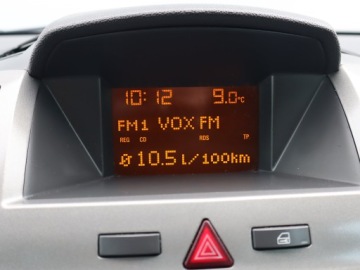 10:12 9.0°C
FM1 VOX FM
REG CD RDS TP
Ø 10.5 l/100km